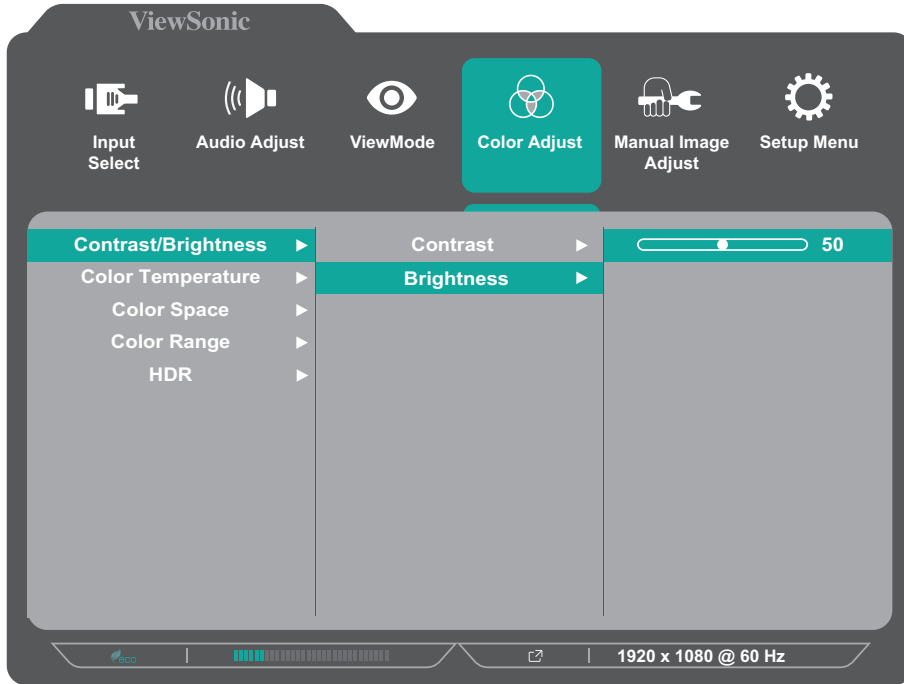 ViewSonic
Input Select
Audio Adjust
ViewMode
Color Adjust
Manual Image Adjust
Setup Menu
Contrast/Brightness
Contrast
50
Color Temperature
Brightness
Color Space
Color Range
HDR
eco
1920 x 1080 @ 60 Hz